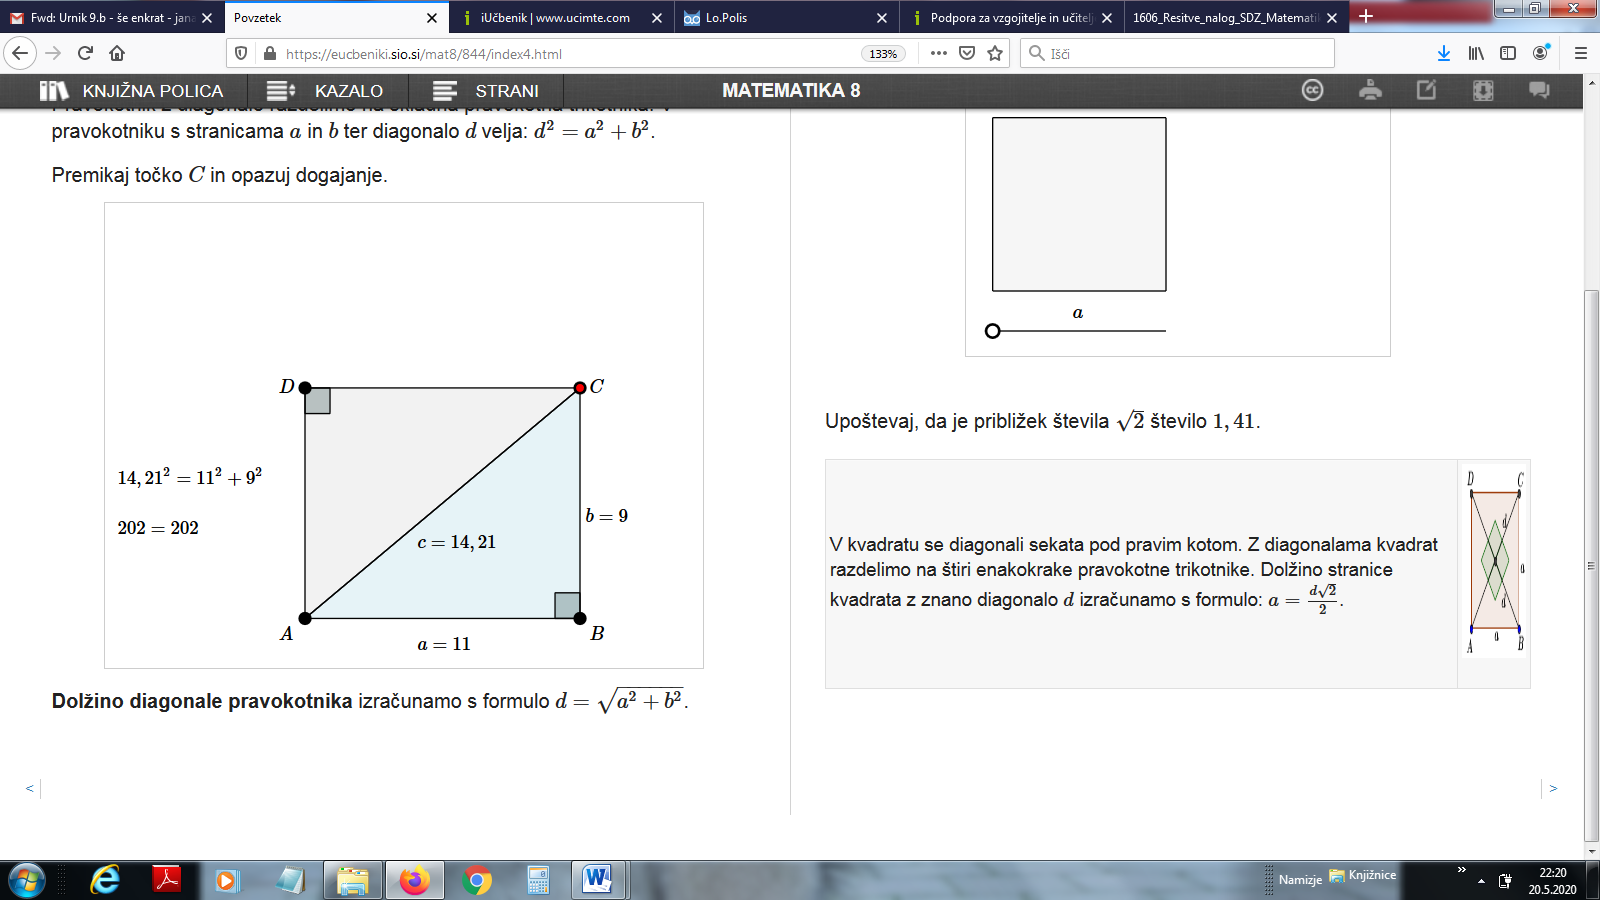 Fwd: Urnik 9.b - še enkrat - jana
Povzetek
iUčbenik | www.ucimte.com
Lo.Polis
Podpora za vzgojitelje in učitelj
1606_Resitve_nalog_SDZ_Matemati
https://eucbeniki.sio.si/mat8/844/index4.html
133%
Išči
KNJIŽNA POLICA
KAZALO
STRANI
MATEMATIKA 8
pravokotniku s stranicama a in b ter diagonalo d velja: d² = a² + b².
Premikaj točko C in opazuj dogajanje.
D
C
14,21² = 11² + 9²
202 = 202
b = 9
c = 14,21
A
B
a = 11
Dolžino diagonale pravokotnika izračunamo s formulo d = √(a² + b²).
<
a
Upoštevaj, da je približek števila √2 število 1,41.
V kvadratu se diagonali sekata pod pravim kotom. Z diagonalama kvadrat
razdelimo na štiri enakokrake pravokotne trikotnike. Dolžino stranice
kvadrata z znano diagonalo d izračunamo s formulo: a = d√2/2.
D C
d
a
d
A a B
>
Namizje
Knjižnice
22:20
20.5.2020